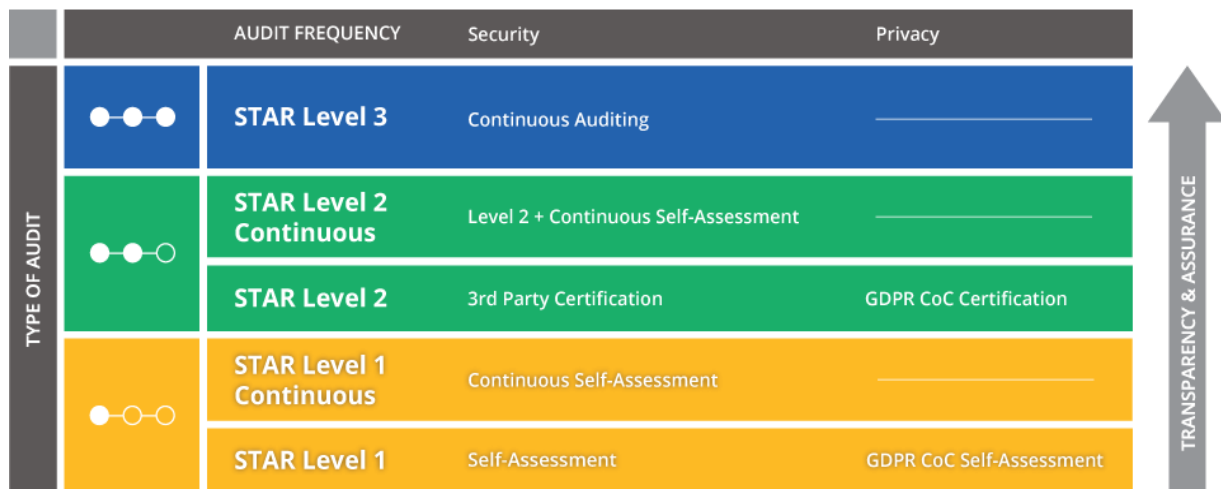 AUDIT FREQUENCY Security Privacy
TYPE OF AUDIT
STAR Level 3 Continuous Auditing
STAR Level 2
Continuous
Level 2 + Continuous Self-Assessment
STAR Level 2 3rd Party Certification GDPR CoC Certification
STAR Level 1
Continuous
Continuous Self-Assessment
STAR Level 1 Self-Assessment GDPR CoC Self-Assessment
TRANSPARENCY & ASSURANCE